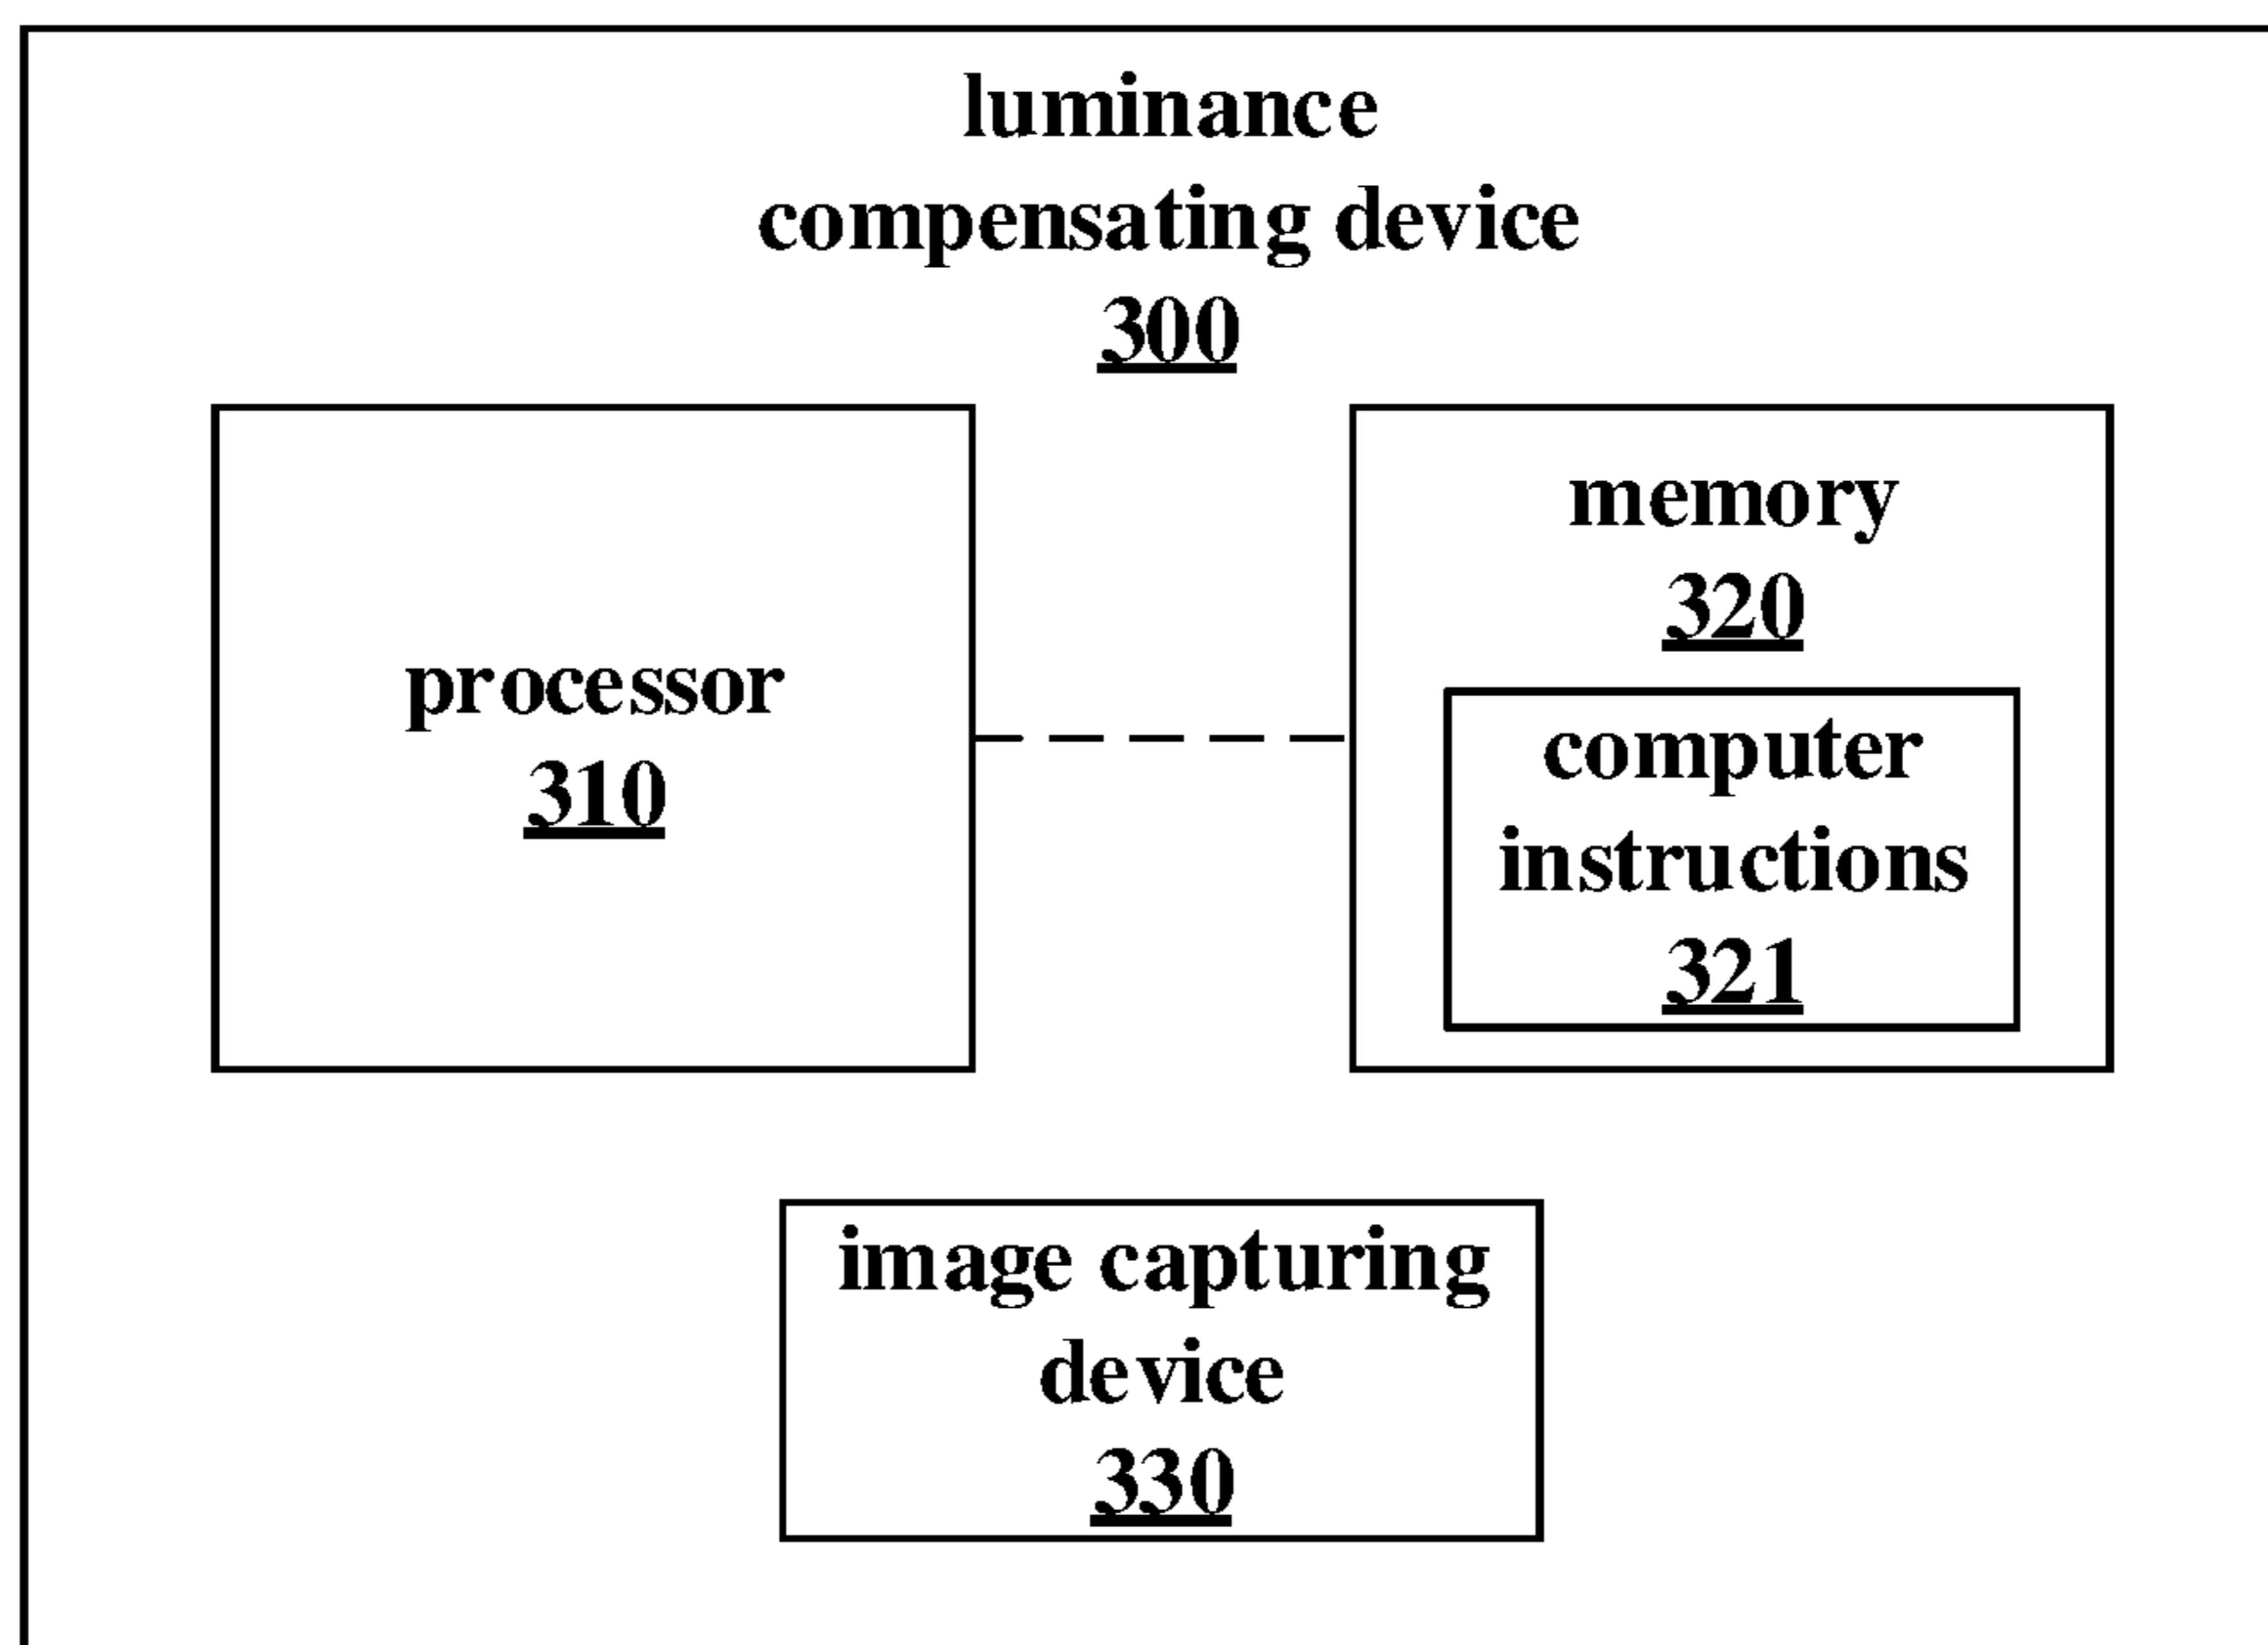 luminance
compensating device
300
processor
310
memory
320
computer
instructions
321
image capturing
device
330